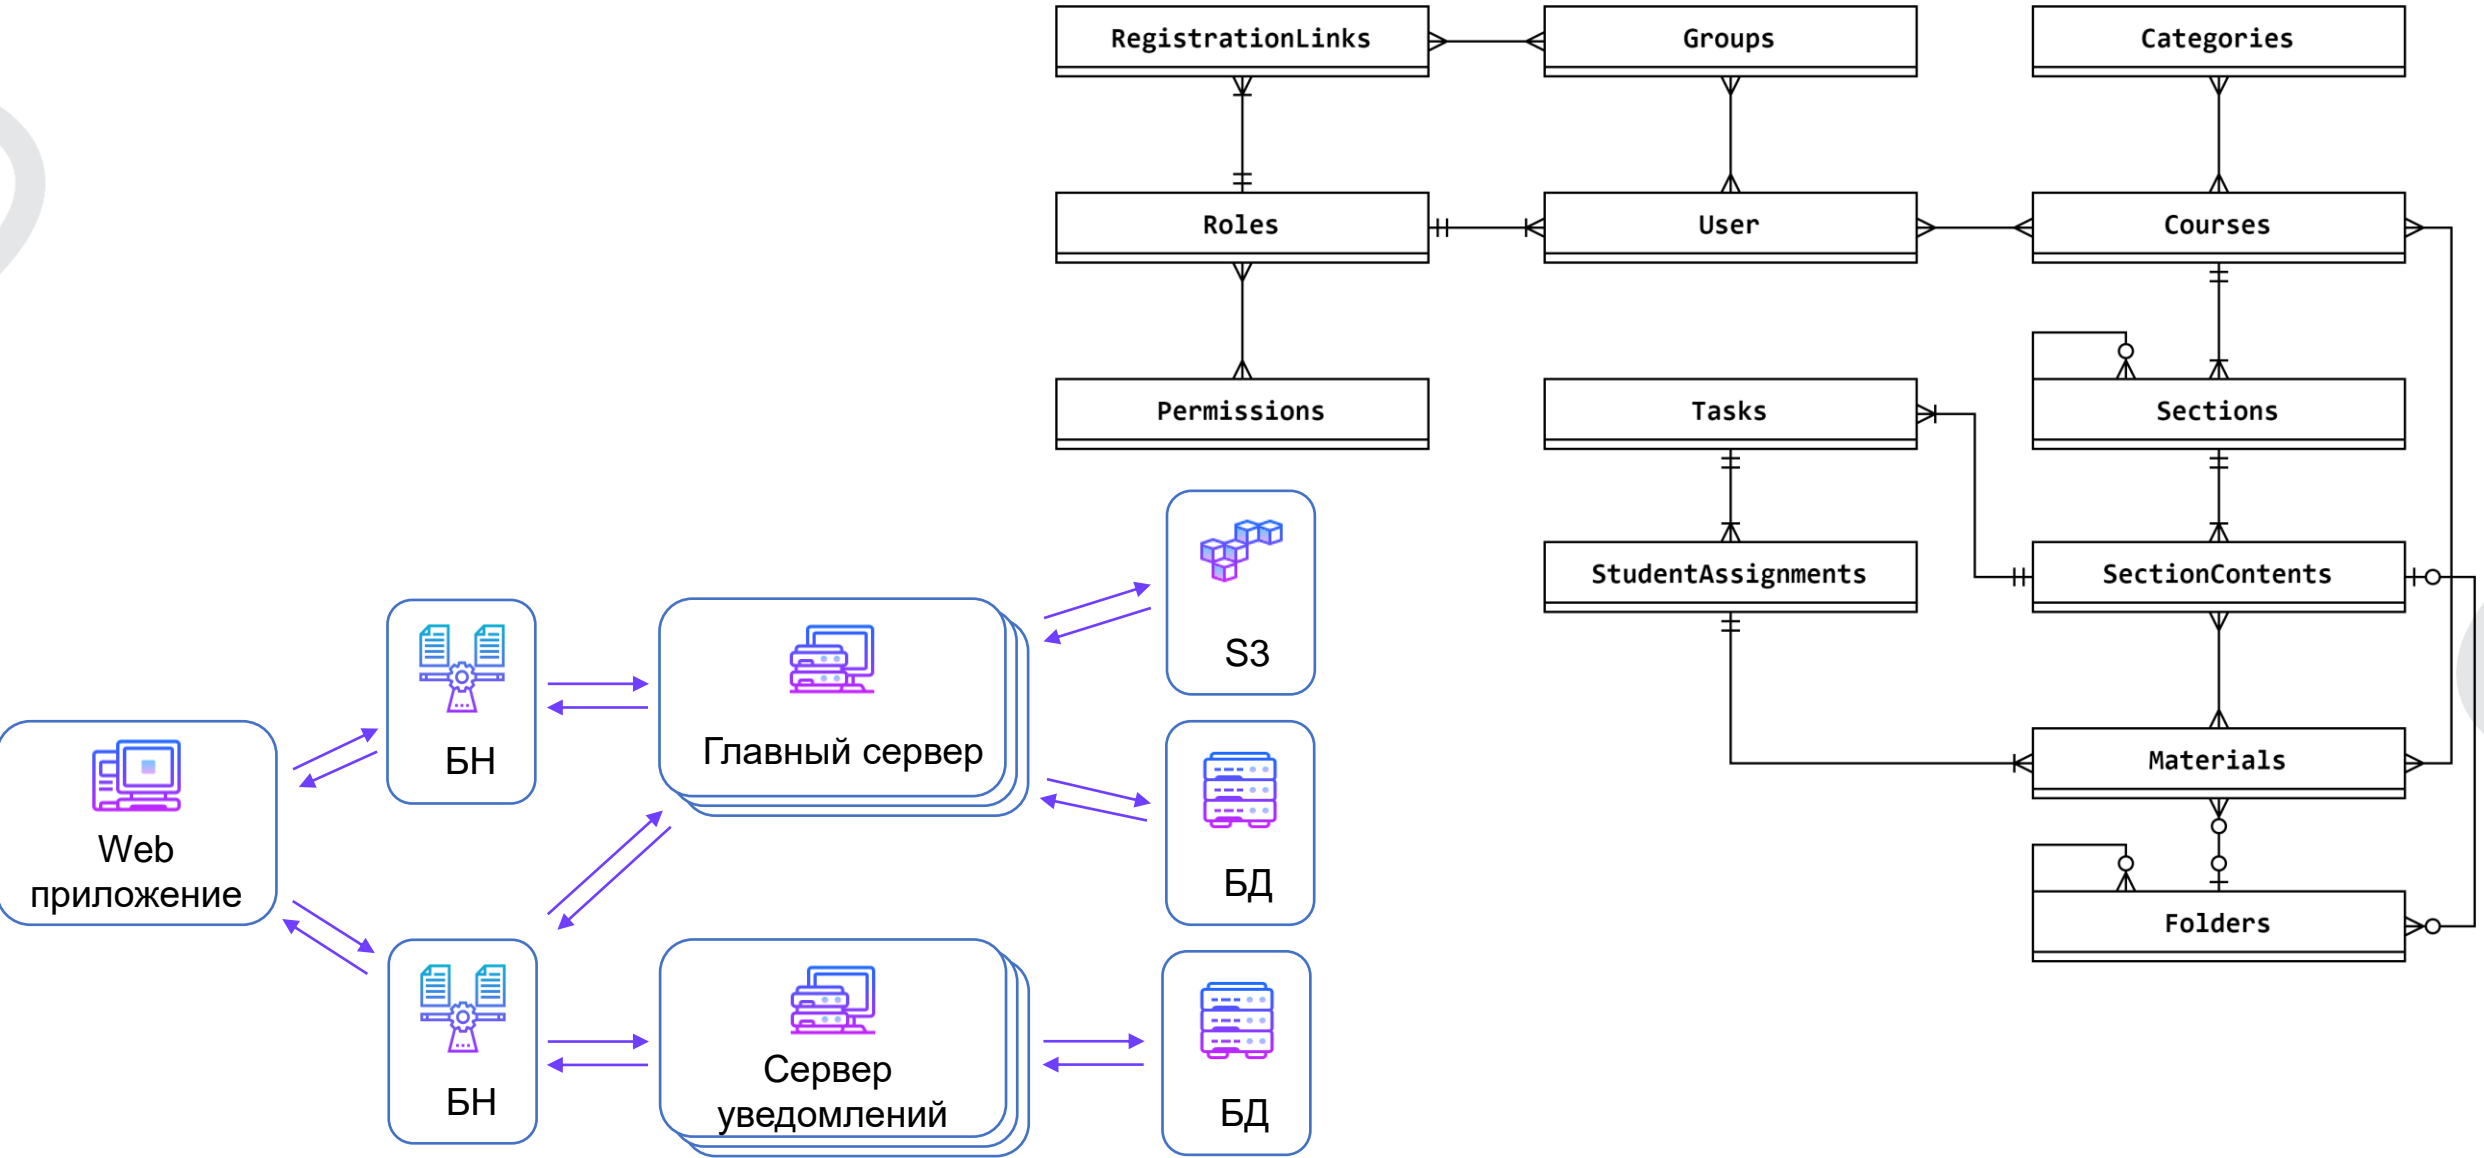 RegistrationLinks
Groups
Categories
Roles
User
Courses
Permissions
Tasks
Sections
StudentAssignments
SectionContents
Materials
Folders
S3
БН
Главный сервер
Web
приложение
БД
БН
Сервер
уведомлений
БД